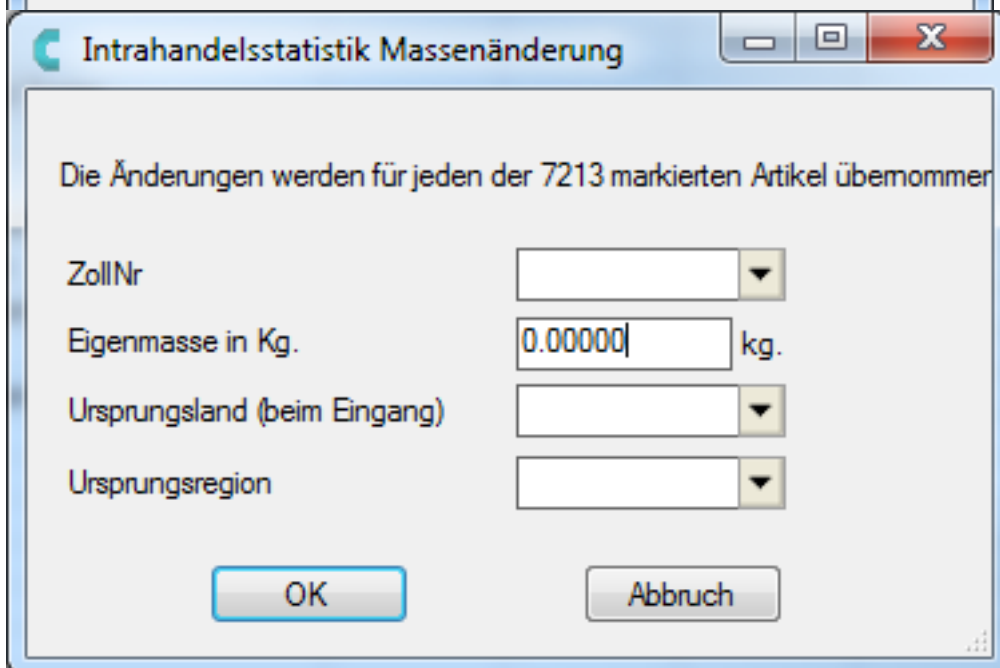 Intrahandelsstatistik Massenänderung
Die Änderungen werden für jeden der 7213 markierten Artikel übernommer
ZollNr
Eigenmasse in Kg. 0.00000 kg.
Ursprungsland (beim Eingang)
Ursprungsregion
OK Abbruch